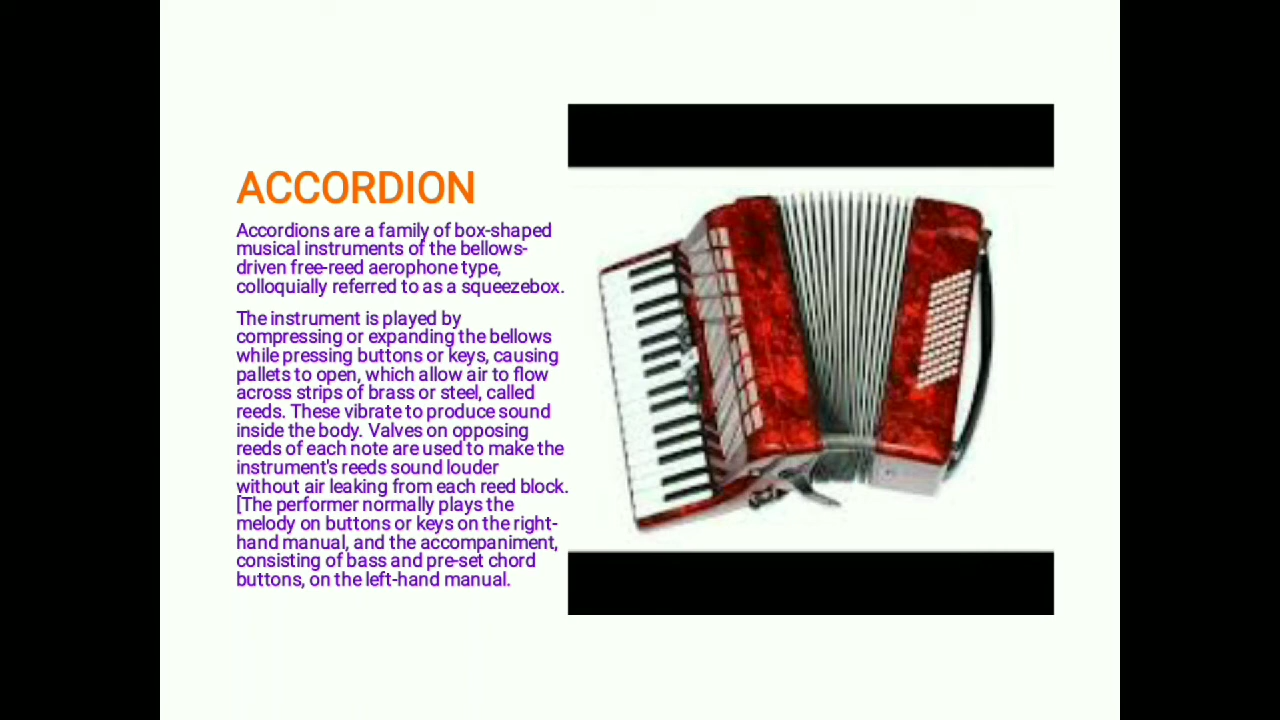 ACCORDION
Accordions are a family of box-shaped
musical instruments of the bellows-
driven free-reed aerophone type,
colloquially referred to as a squeezebox.
The instrument is played by
compressing or expanding the bellows
while pressing buttons or keys, causing
pallets to open, which allow air to flow
across strips of brass or steel, called
reeds. These vibrate to produce sound
inside the body. Valves on opposing
reeds of each note are used to make the
instrument's reeds sound louder
without air leaking from each reed block.
[The performer normally plays the
melody on buttons or keys on the right-
hand manual, and the accompaniment,
consisting of bass and pre-set chord
buttons, on the left-hand manual.